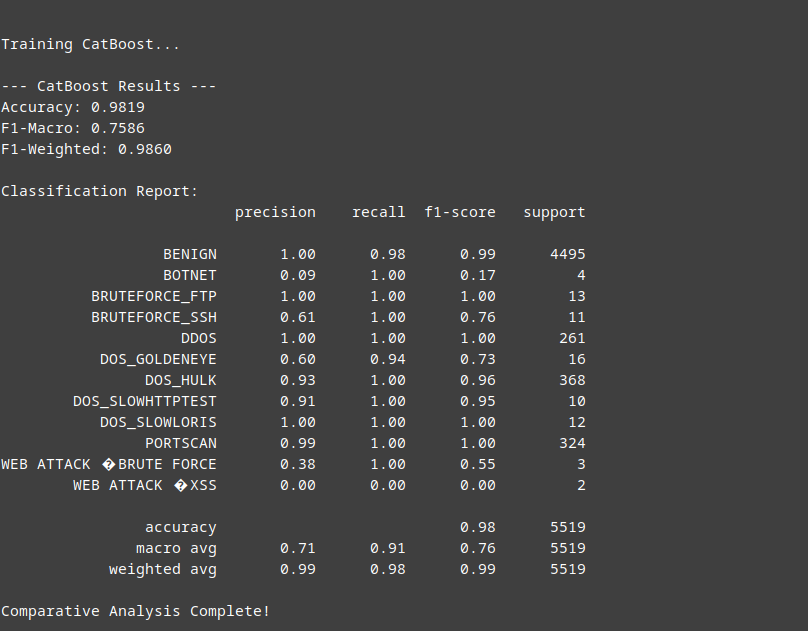 Training CatBoost...
--- CatBoost Results ---
Accuracy: 0.9819
F1-Macro: 0.7586
F1-Weighted: 0.9860
Classification Report:
precision recall f1-score support
BENIGN 1.00 0.98 0.99 4495
BOTNET 0.09 1.00 0.17 4
BRUTEFORCE_FTP 1.00 1.00 1.00 13
BRUTEFORCE_SSH 0.61 1.00 0.76 11
DDOS 1.00 1.00 1.00 261
DOS_GOLDENEYE 0.60 0.94 0.73 16
DOS_HULK 0.93 1.00 0.96 368
DOS_SLOWHTTPTEST 0.91 1.00 0.95 10
DOS_SLOWLORIS 1.00 1.00 1.00 12
PORTSCAN 0.99 1.00 1.00 324
WEB ATTACK �BRUTE FORCE 0.38 1.00 0.55 3
WEB ATTACK �XSS 0.00 0.00 0.00 2
accuracy 0.98 5519
macro avg 0.71 0.91 0.76 5519
weighted avg 0.99 0.98 0.99 5519
Comparative Analysis Complete!